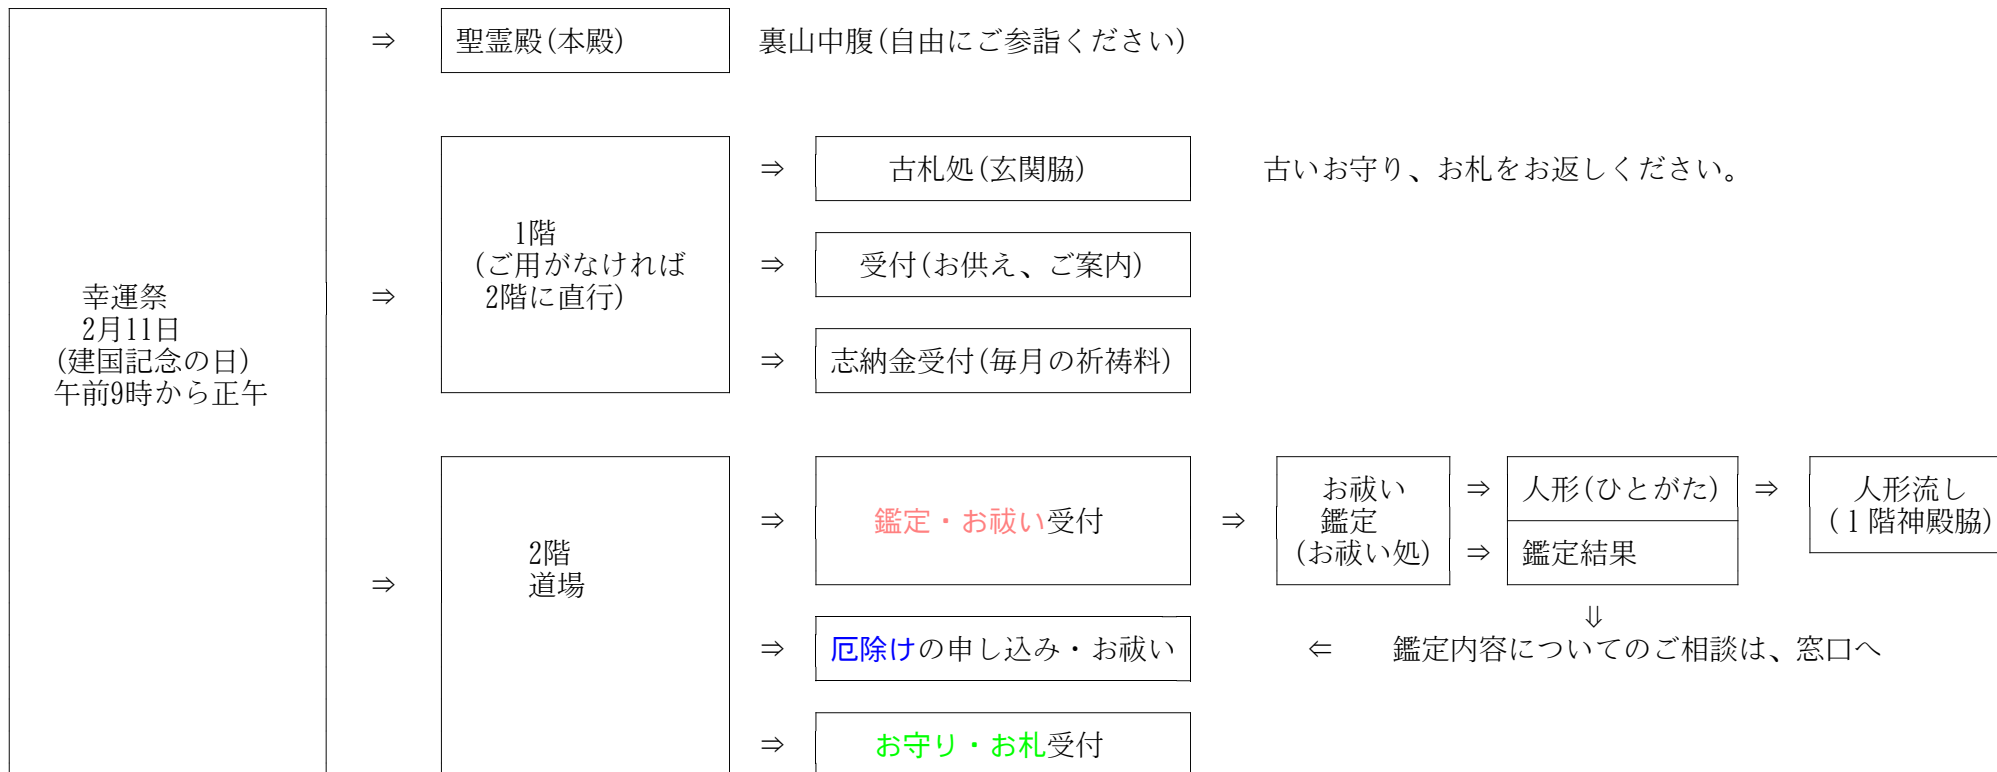 ⇒ 聖霊殿(本殿) 裏山中腹(自由にご参詣ください)
⇒ 古札処(玄関脇) 古いお守り、お札をお返しください。
1階
(ご用がなければ
2階に直行)
⇒ 受付(お供え、ご案内)
幸運祭
2月11日
(建国記念の日)
午前9時から正午
⇒
⇒ 志納金受付(毎月の祈祷料)
2階
道場
⇒
⇒ 鑑定・お祓い受付 ⇒
お祓い
鑑定
(お祓い処)
⇒ 人形(ひとがた) ⇒
人形流し
(1階神殿脇)
⇒ 鑑定結果
⇓
⇒ 厄除けの申し込み・お祓い ⇐ 鑑定内容についてのご相談は、窓口へ
⇒ お守り・お札受付